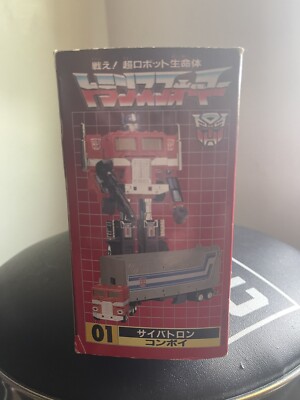 戦え! 超ロボット生命体
トランスフォーマー
01
サイバトロン
コンボイ